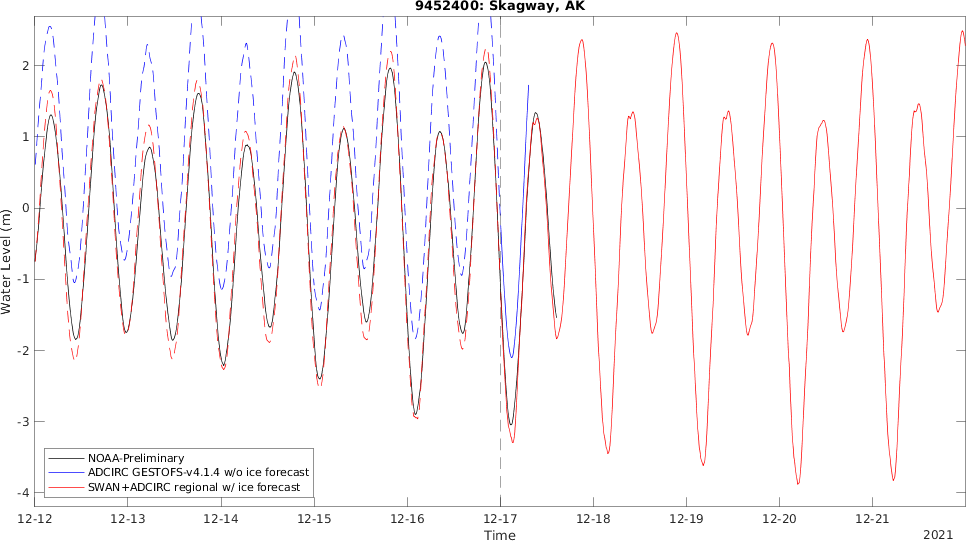 9452400: Skagway, AK
Water Level (m)
2
1
0
-1
-2
-3
-4
NOAA-Preliminary
ADCIRC GESTOFS-v4.1.4 w/o ice forecast
SWAN+ADCIRC regional w/ ice forecast
12-12 12-13 12-14 12-15 12-16 12-17 12-18 12-19 12-20 12-21
Time
2021